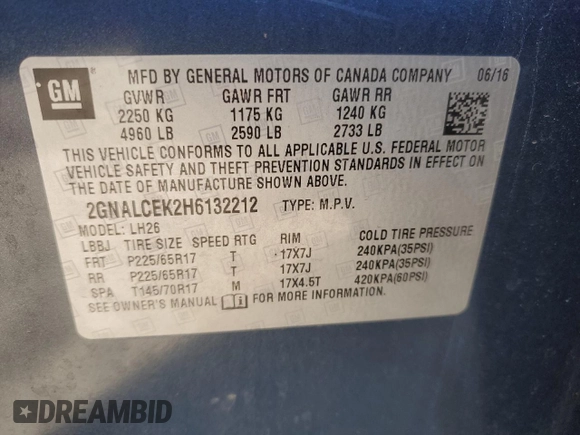 GM
MFD BY GENERAL MOTORS OF CANADA COMPANY 06/16
GVWR GAWR FRT GAWR RR
2250 KG 1175 KG 1240 KG
4960 LB 2590 LB 2733 LB
THIS VEHICLE CONFORMS TO ALL APPLICABLE U.S. FEDERAL MOTOR
VEHICLE SAFETY AND THEFT PREVENTION STANDARDS IN EFFECT ON
THE DATE OF MANUFACTURE SHOWN ABOVE.
2GNALCEK2H6132212 TYPE: M.P.V.
MODEL: LH26
LBBJ TIRE SIZE SPEED RTG RIM COLD TIRE PRESSURE
FRT P225/65R17 T 17X7J 240KPA(35PSI)
RR P225/65R17 T 17X7J 240KPA(35PSI)
SPA T145/70R17 M 17X4.5T 420KPA(60PSI)
SEE OWNER'S MANUAL FOR MORE INFORMATION
DREAMBID